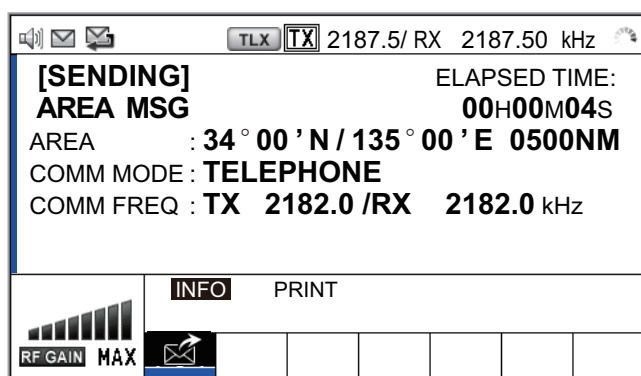 TLX TX 2187.5/ RX 2187.50 kHz
[SENDING] ELAPSED TIME:
AREA MSG 00H00M04S
AREA : 34°00’N / 135°00’E 0500NM
COMM MODE : TELEPHONE
COMM FREQ : TX 2182.0 /RX 2182.0 kHz
INFO PRINT
RF GAIN MAX